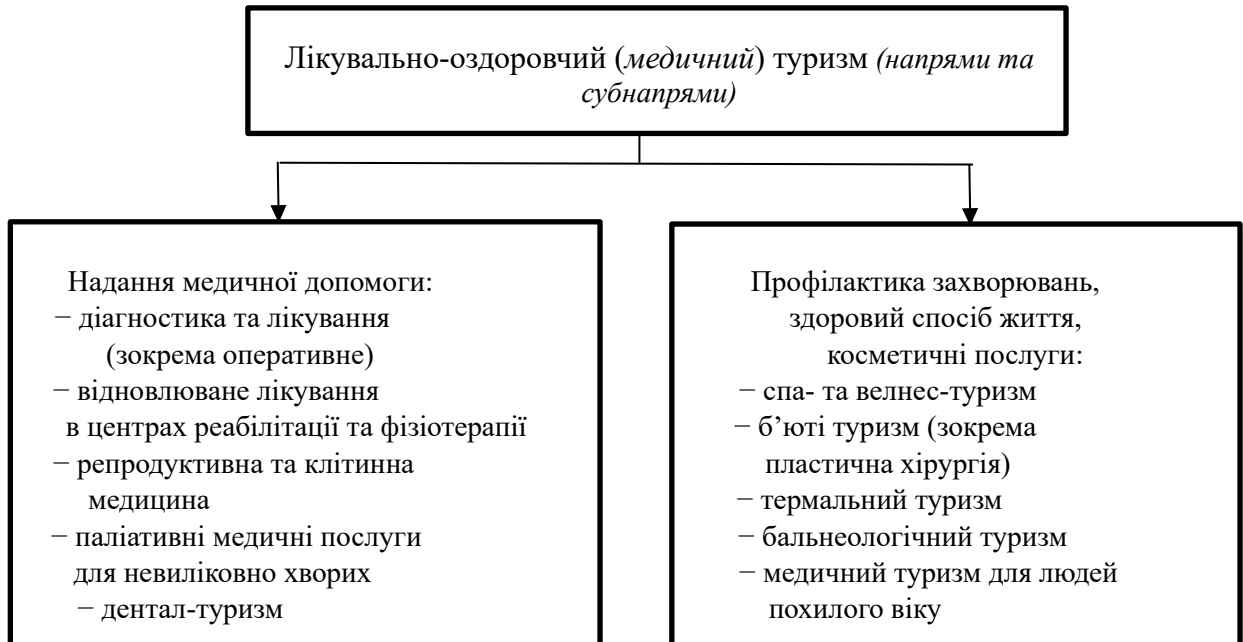 Лікувально-оздоровчий (медичний) туризм (напрями та
субнапрями)
Надання медичної допомоги:
− діагностика та лікування
(зокрема оперативне)
− відновлюване лікування
в центрах реабілітації та фізіотерапії
− репродуктивна та клітинна
медицина
− паліативні медичні послуги
для невиліковно хворих
− дентал-туризм
Профілактика захворювань,
здоровий спосіб життя,
косметичні послуги:
− спа- та велнес-туризм
− б’юті туризм (зокрема
пластична хірургія)
− термальний туризм
− бальнеологічний туризм
− медичний туризм для людей
похилого віку